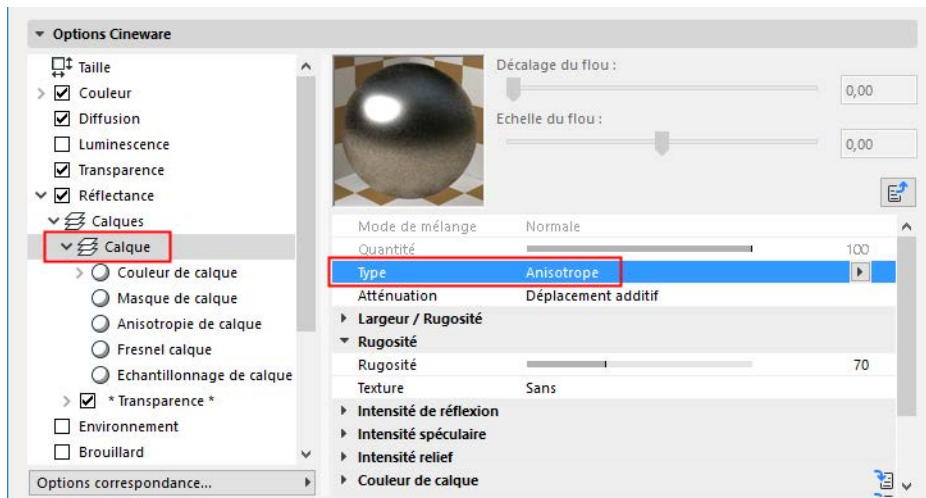 Options Cineware
Taille
Couleur
Diffusion
Luminescence
Transparence
Réflectance
Calques
Calque
Couleur de calque
Masque de calque
Anisotropie de calque
Fresnel calque
Echantillonnage de calque
* Transparence *
Environnement
Brouillard
Options correspondance...
Décalage du flou :
0,00
Echelle du flou :
0,00
Mode de mélange Normale
Quantité 100
Type Anisotrope
Atténuation Déplacement additif
Largeur / Rugosité
Rugosité
Rugosité 70
Texture Sans
Intensité de réflexion
Intensité spéculaire
Intensité relief
Couleur de calque